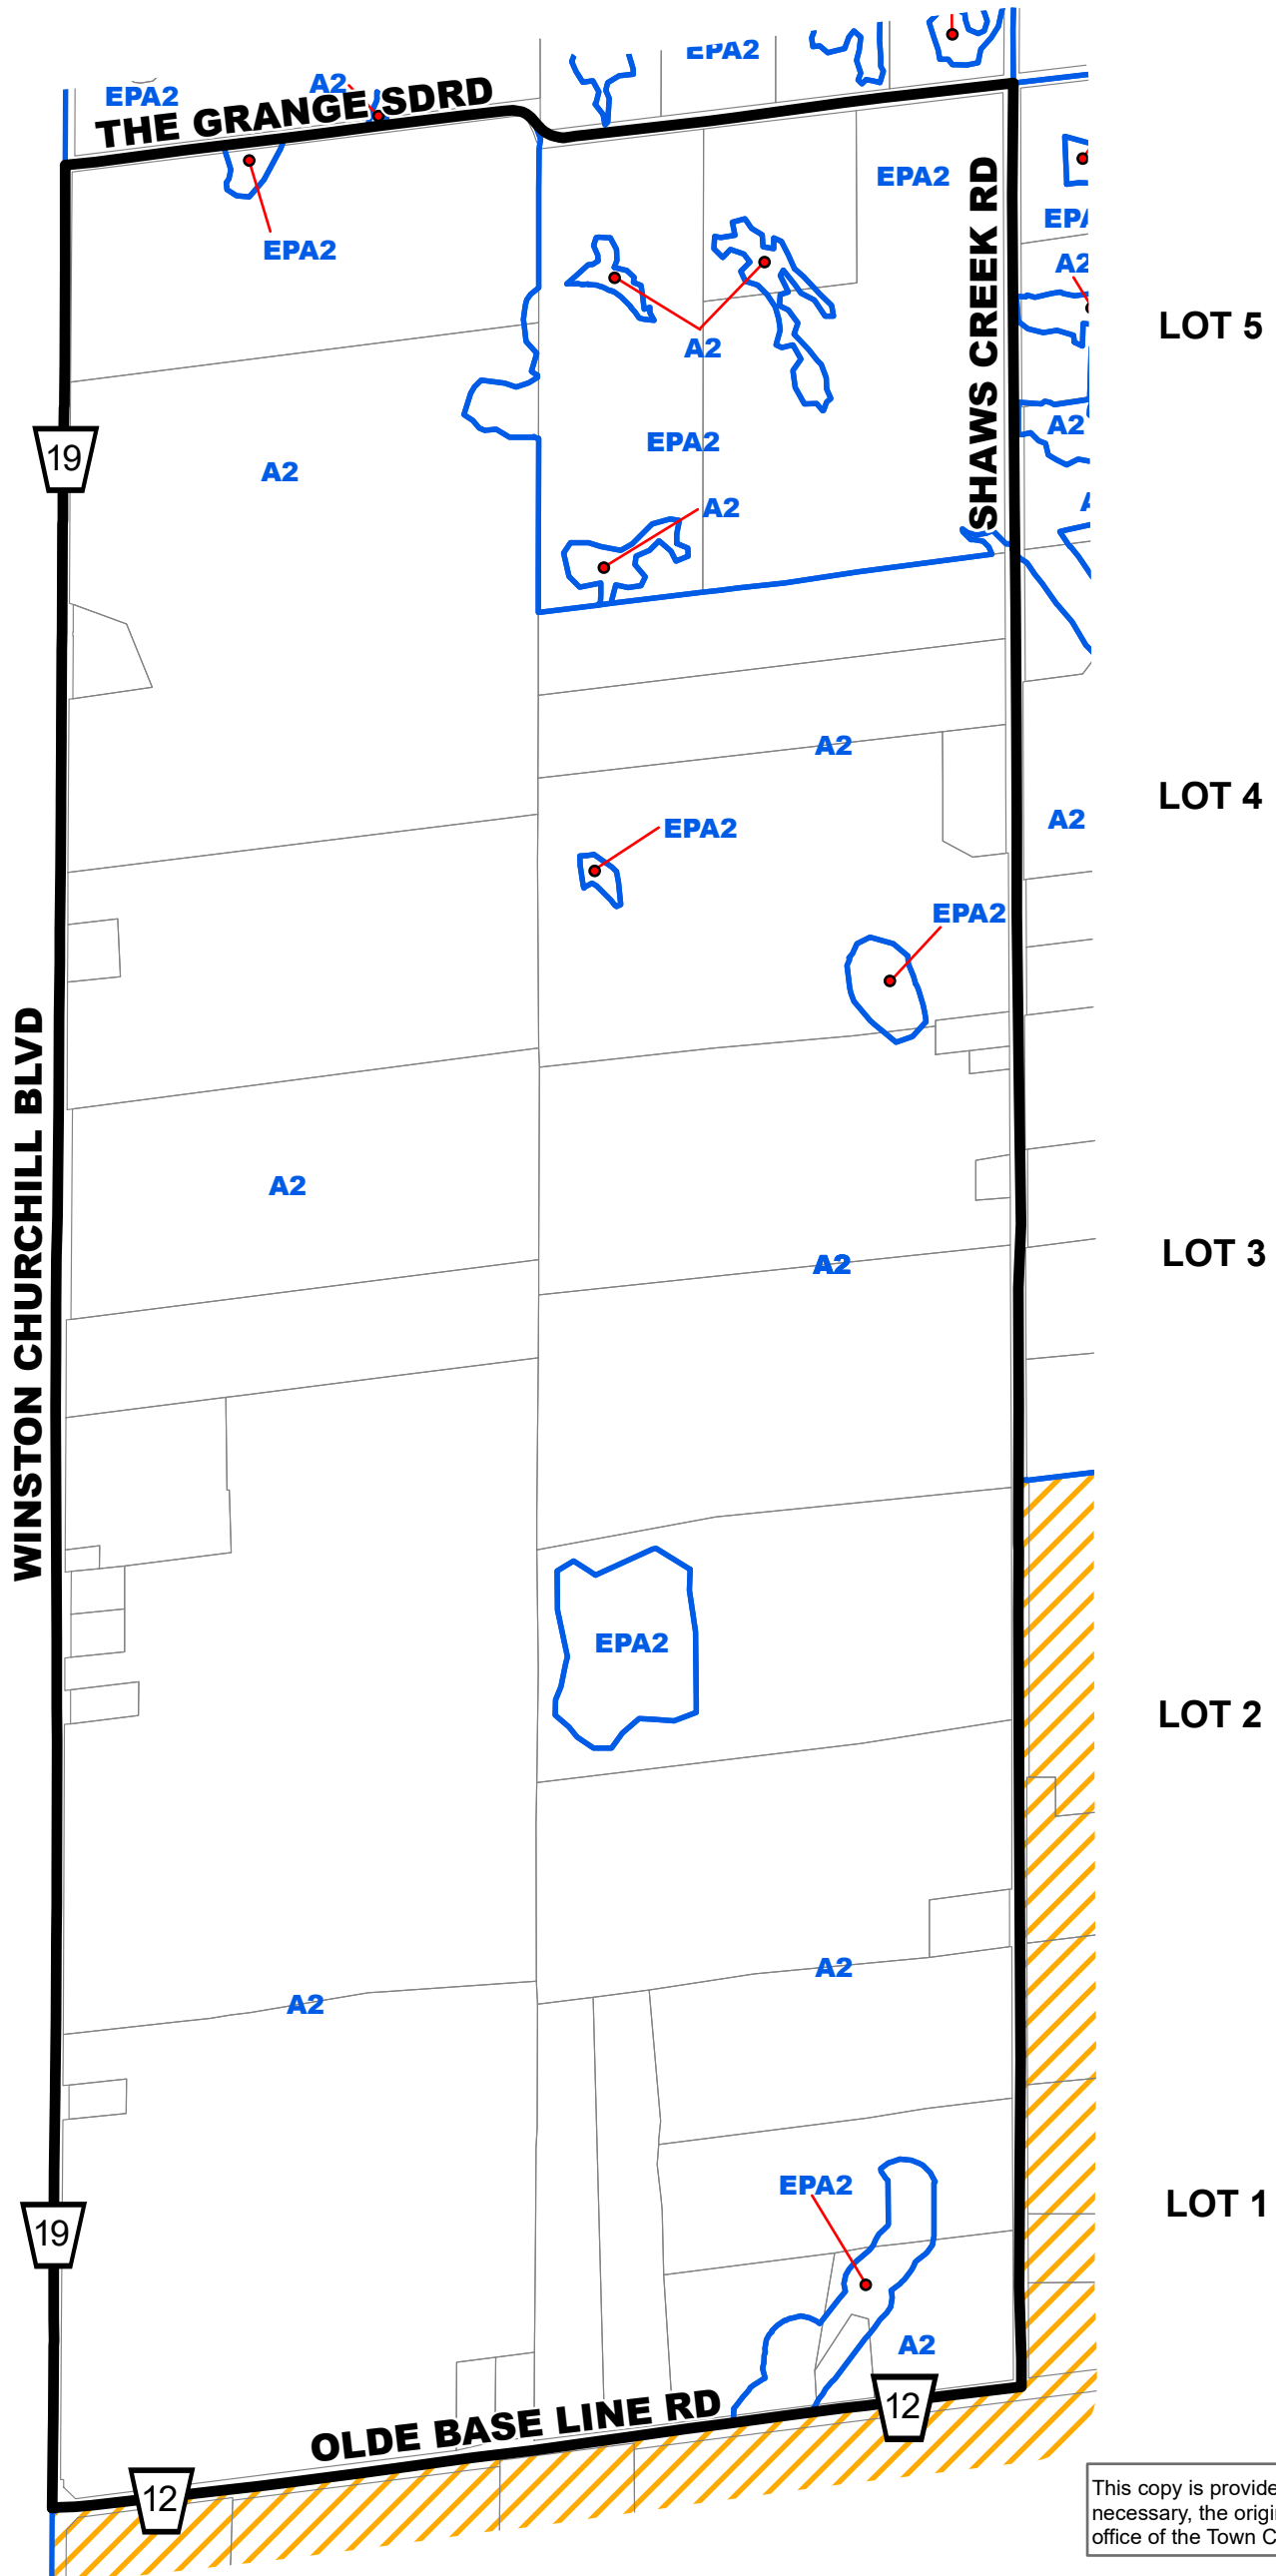 EPA2
A2
EPA2
THE GRANGE SDRD
EPA2
EPA2
SHAWS CREEK RD
A2
A2
LOT 5
19
A2
EPA2
A2
A2
A2
LOT 4
EPA2
A2
EPA2
WINSTON CHURCHILL BLVD
A2
A2
LOT 3
EPA2
LOT 2
A2
A2
EPA2
LOT 1
19
A2
12
OLDE BASE LINE RD
12
This copy is provide
necessary, the origin
office of the Town C